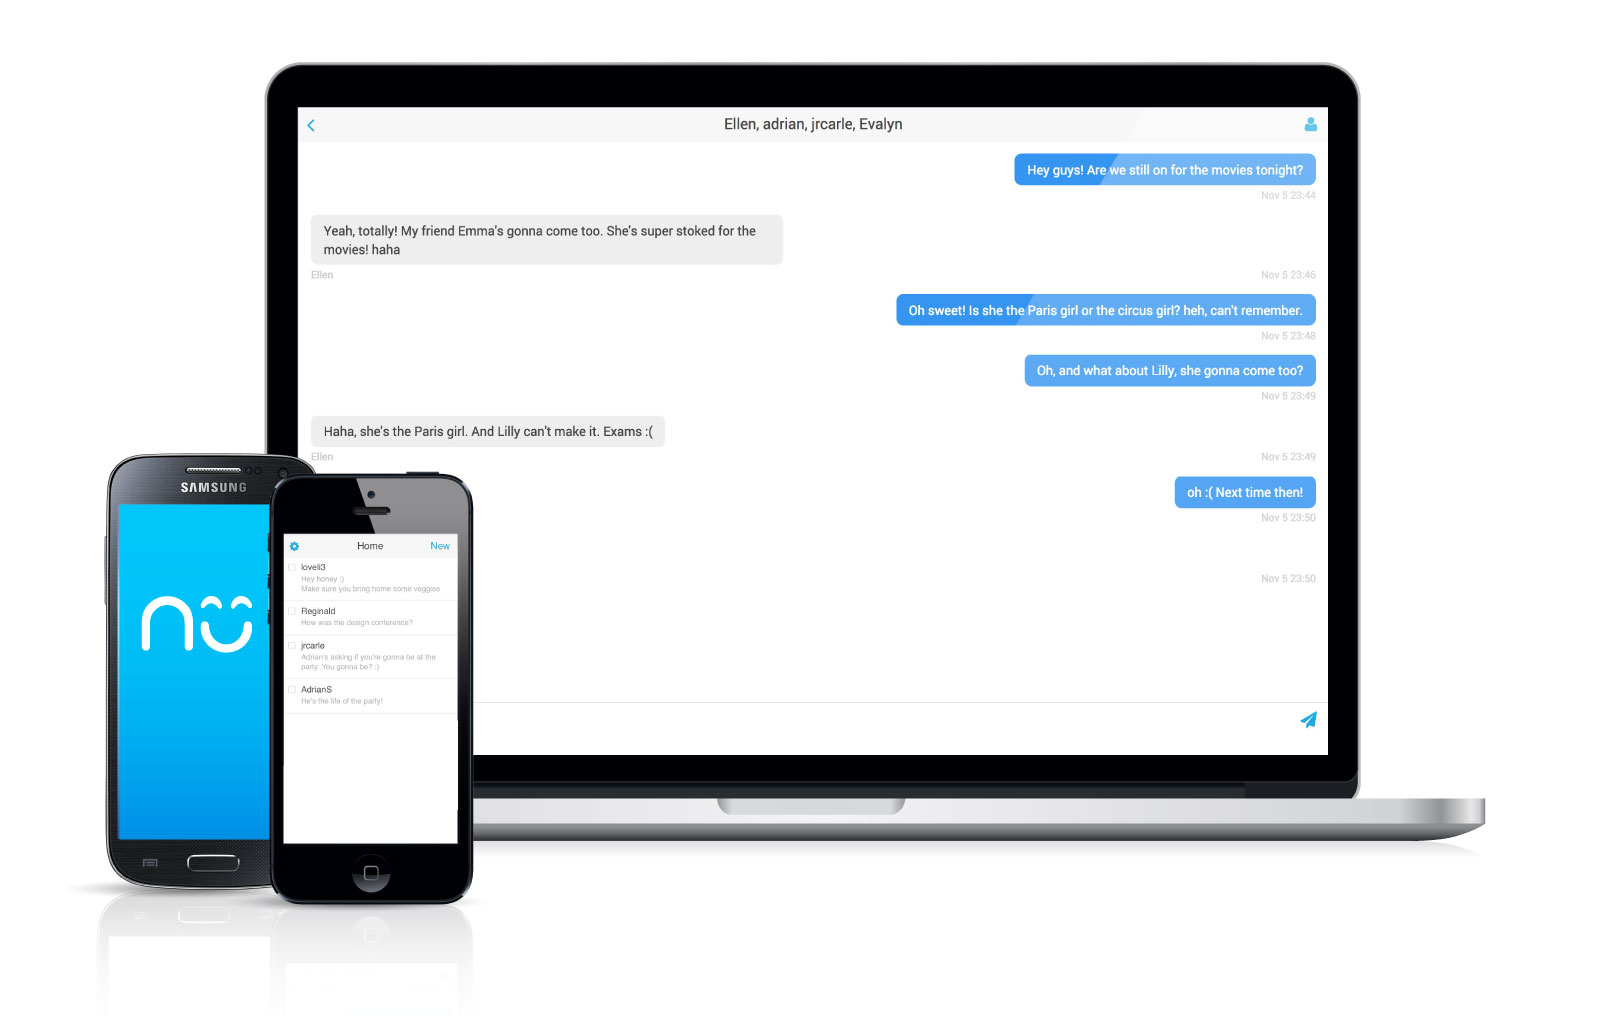 Ellen, adrian, jrcarle, Evalyn
Hey guys! Are we still on for the movies tonight?
Nov 5 23:44
Yeah, totally! My friend Emma's gonna come too. She's super stoked for the
movies! haha
Ellen
Nov 5 23:46
Oh sweet! Is she the Paris girl or the circus girl? heh, can't remember.
Nov 5 23:48
Oh, and what about Lilly, she gonna come too?
Nov 5 23:49
Haha, she's the Paris girl. And Lilly can't make it. Exams :(
Ellen
Nov 5 23:49
oh :( Next time then!
Nov 5 23:50
Nov 5 23:50
SAMSUNG
nü
Home
New
loveli3
Hey honey :)
Make sure you bring home some veggies
Reginald
How was the design conference?
jrcarle
Adrian's asking if you're gonna be at the
party. You gonna be? :)
AdrianS
He's the life of the party!